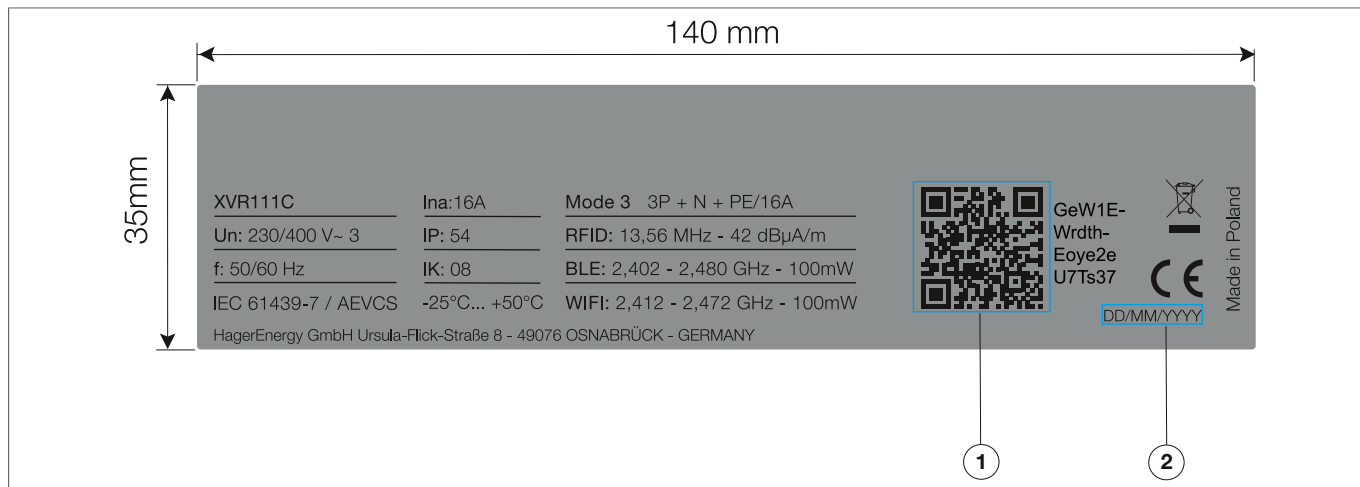 140 mm
35mm
XVR111C
Un: 230/400 V~ 3
f: 50/60 Hz
IEC 61439-7 / AEVCS
Ina:16A
IP: 54
IK: 08
-25°C... +50°C
Mode 3 3P + N + PE/16A
RFID: 13,56 MHz - 42 dBµA/m
BLE: 2,402 - 2,480 GHz - 100mW
WIFI: 2,412 - 2,472 GHz - 100mW
HagerEnergy GmbH Ursula-Flick-Straße 8 - 49076 OSNABRÜCK - GERMANY
GeW1E-
Wrdth-
Eoye2e
U7Ts37
CE
DD/MM/YYYY
Made in Poland
1
2